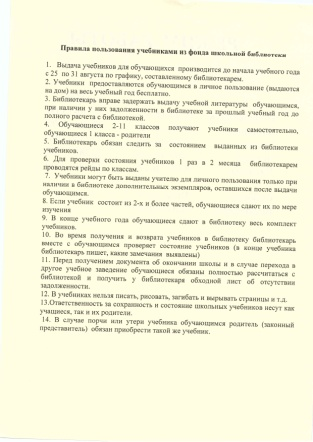 Правила пользования учебниками из фонда школьной библиотеки
1. Выдача учебников для обучающихся производится до начала учебного года
с 25 по 31 августа по графику, составленному библиотекарем.
2. Учебники предоставляются обучающимся в личное пользование (выдаются
на дом) на весь учебный год бесплатно.
3. Библиотекарь вправе задержать выдачу учебной литературы обучающимся,
при наличии у них задолженности в библиотеке за прошлый учебный год до
полного расчета с библиотекой.
4. Обучающиеся 2-11 классов получают учебники самостоятельно,
обучающиеся 1 класса - родители
5. Библиотекарь обязан следить за состоянием выданных из библиотеки
учебников.
6. Для проверки состояния учебников 1 раз в 2 месяца библиотекарем
проводятся рейды по классам.
7. Учебники могут быть выданы учителю для личного пользования только при
наличии в библиотеке дополнительных экземпляров, оставшихся после выдачи
обучающимся.
8. Если учебник состоит из 2-х и более частей, обучающиеся сдают их по мере
изучения
9. В конце учебного года обучающиеся сдают в библиотеку весь комплект
учебников.
10. Во время получения и возврата учебников в библиотеку библиотекарь
вместе с обучающимся проверяет состояние учебников (в конце учебника
библиотекарь пишет, какие замечания выявлены)
11. Перед получением документа об окончании школы и в случае перехода в
другое учебное заведение обучающиеся обязаны полностью рассчитаться с
библиотекой и получить у библиотекаря обходной лист об отсутствии
задолженности.
12. В учебниках нельзя писать, рисовать, загибать и вырывать страницы и т.д.
13.Ответственность за сохранность и состояние школьных учебников несут как
учащиеся, так и их родители.
14. В случае порчи или утери учебника обучающимся родитель (законный
представитель) обязан приобрести такой же учебник.